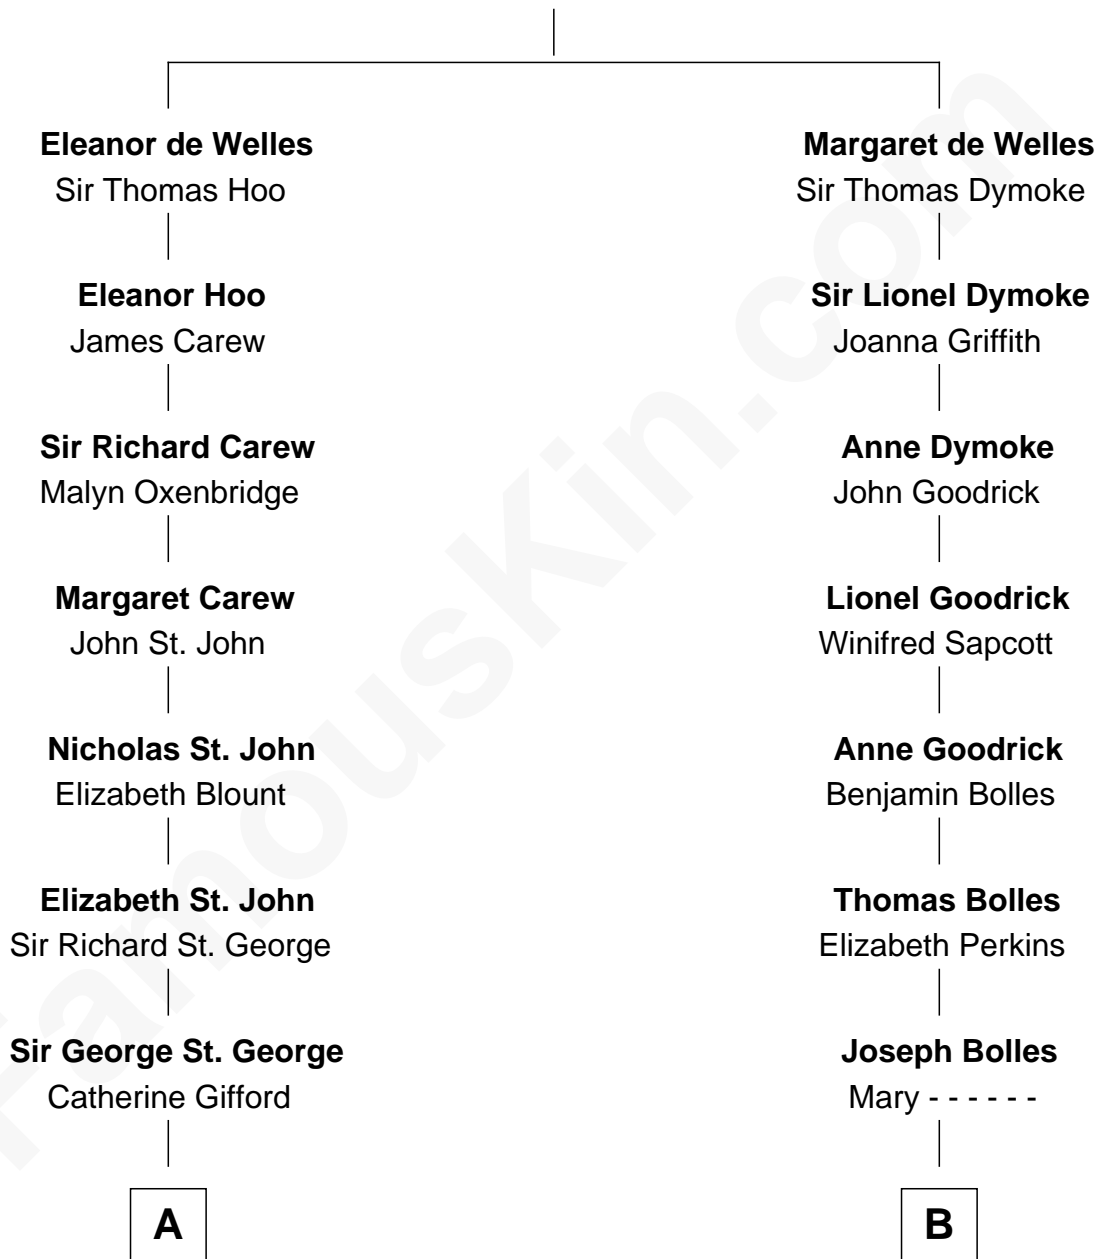 Eleanor de Welles
Sir Thomas Hoo
Eleanor Hoo
James Carew
Sir Richard Carew
Malyn Oxenbridge
Margaret Carew
John St. John
Nicholas St. John
Elizabeth Blount
Elizabeth St. John
Sir Richard St. George
Sir George St. George
Catherine Gifford
A
Margaret de Welles
Sir Thomas Dymoke
Sir Lionel Dymoke
Joanna Griffith
Anne Dymoke
John Goodrick
Lionel Goodrick
Winifred Sapcott
Anne Goodrick
Benjamin Bolles
Thomas Bolles
Elizabeth Perkins
Joseph Bolles
Mary - - - - - -
B
FamousKin.com